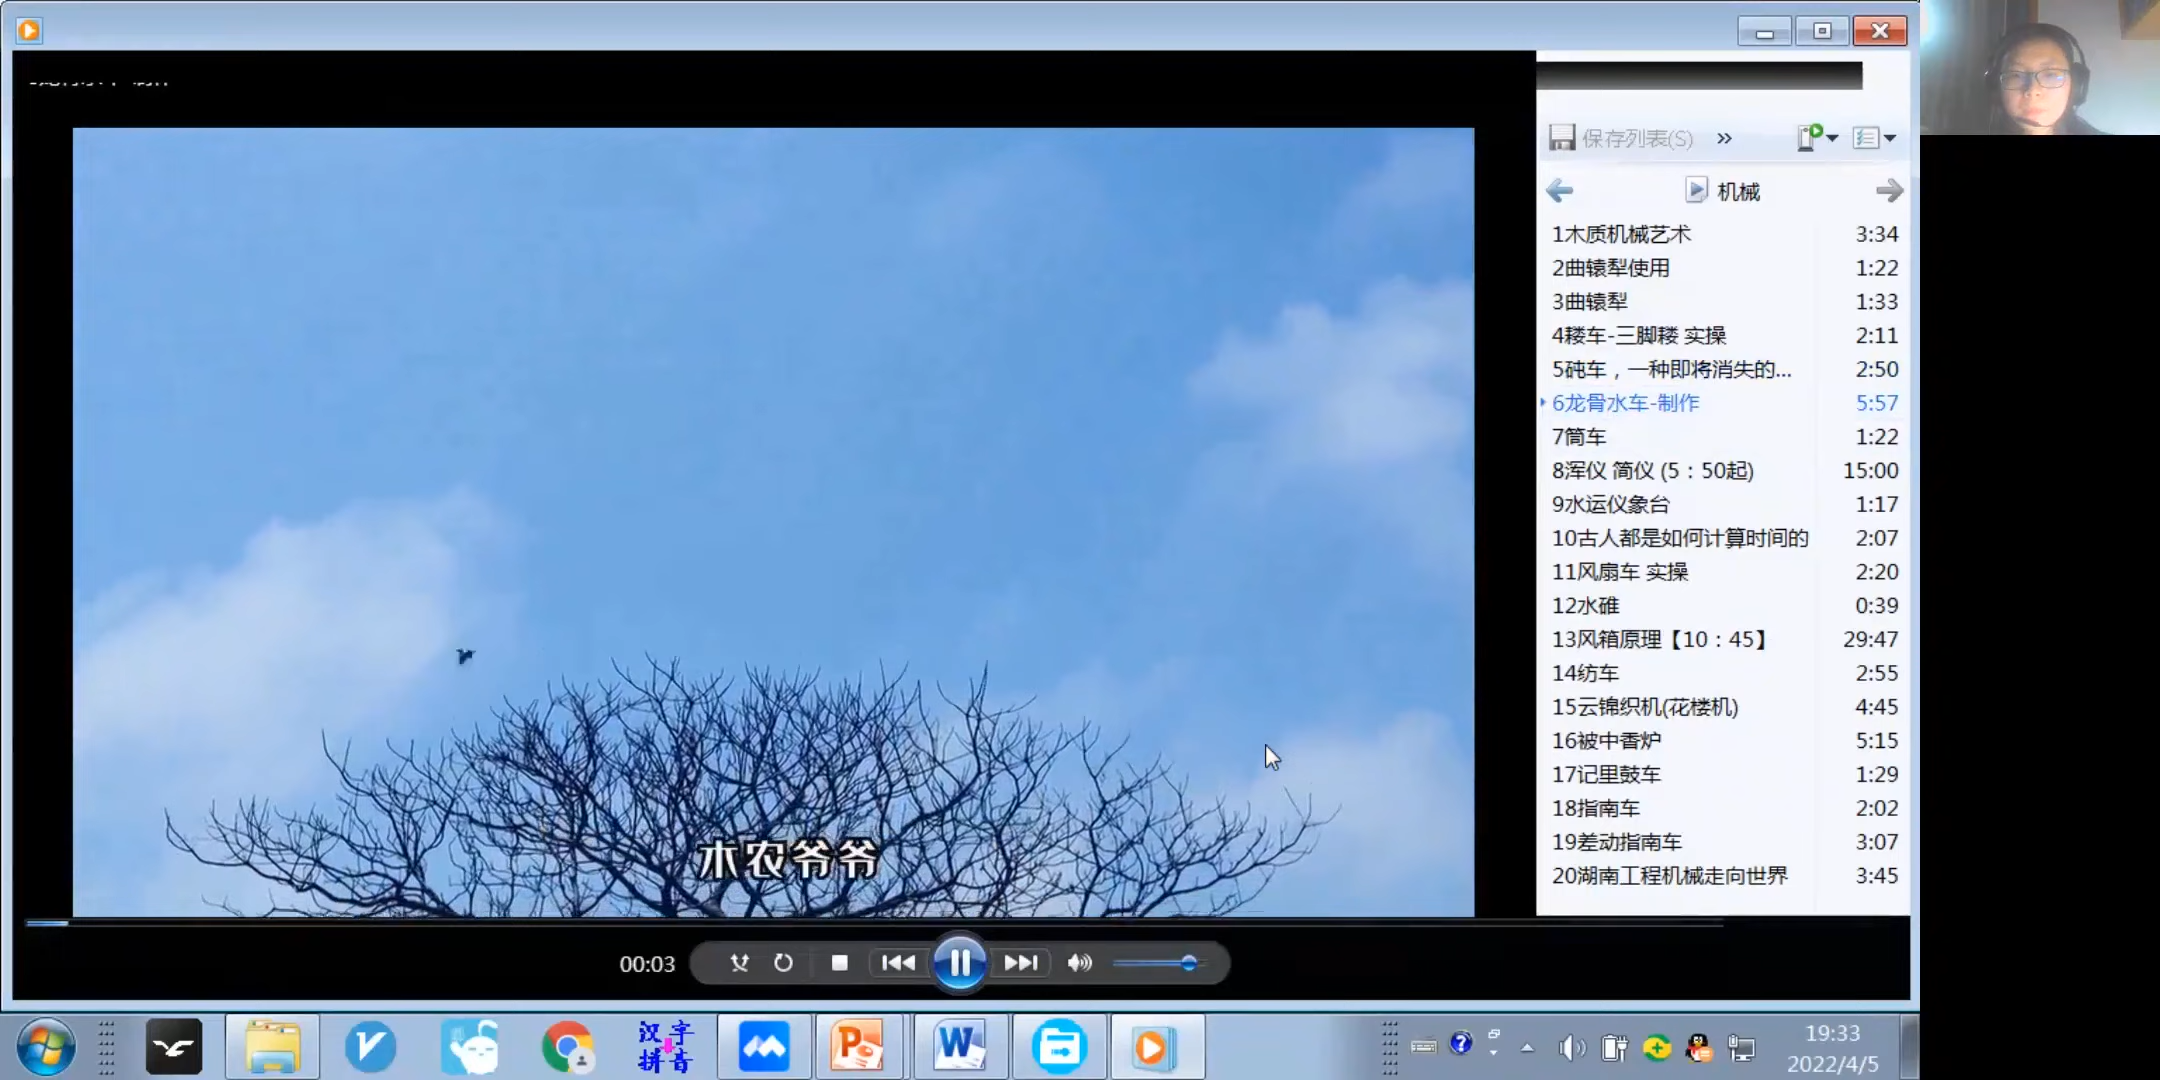 保存列表(S)
机械
1木质机械艺术 3:34
2曲辕犁使用 1:22
3曲辕犁 1:33
4耧车-三脚耧 实操 2:11
5砘车，一种即将消失的... 2:50
6龙骨水车-制作 5:57
7筒车 1:22
8浑仪 简仪 (5：50起) 15:00
9水运仪象台 1:17
10古人都是如何计算时间的 2:07
11风扇车 实操 2:20
12水碓 0:39
13风箱原理【10：45】 29:47
14纺车 2:55
15云锦织机(花楼机) 4:45
16被中香炉 5:15
17记里鼓车 1:29
18指南车 2:02
19差动指南车 3:07
20湖南工程机械走向世界 3:45
木农爷爷
00:03
汉字
拼音
19:33
2022/4/5